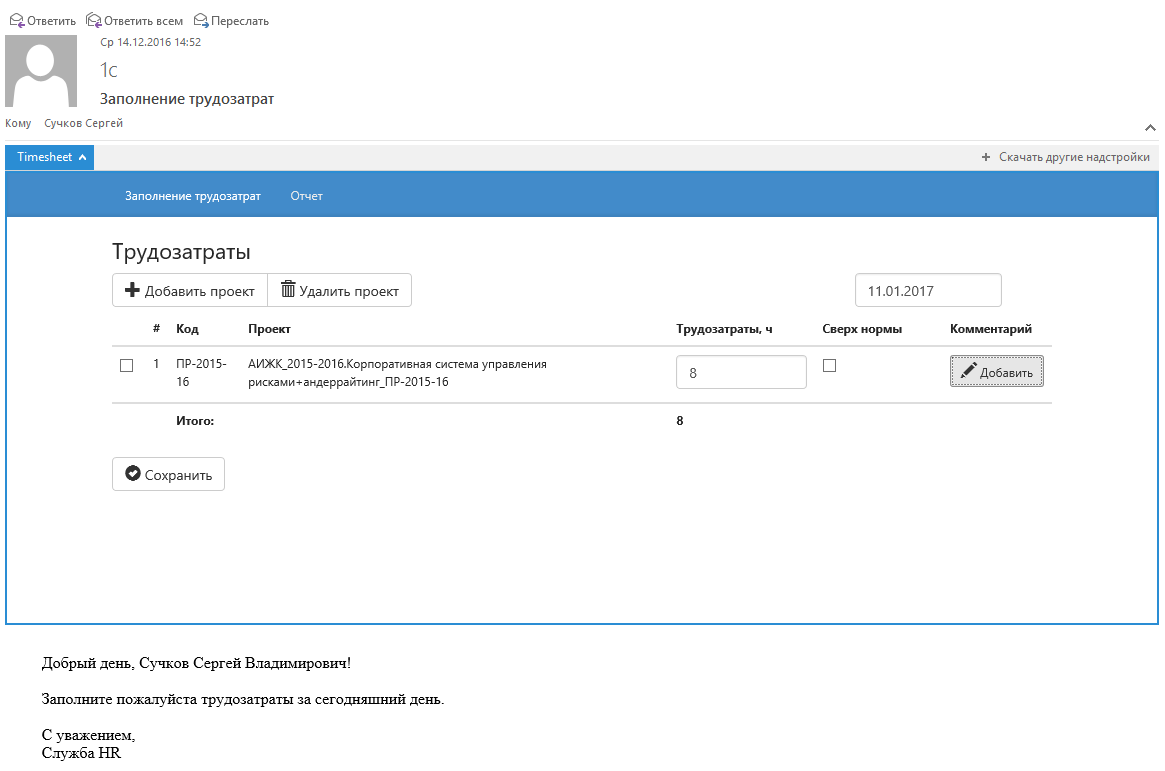 Ответить Ответить всем Переслать
Ср 14.12.2016 14:52
1c
Заполнение трудозатрат
Кому Сучков Сергей
Timesheet + Скачать другие надстройки
Заполнение трудозатрат Отчет
Трудозатраты
Добавить проект Удалить проект 11.01.2017
# Код Проект Трудозатраты, ч Сверх нормы Комментарий
1 ПР-2015- АИЖК_2015-2016.Корпоративная система управления 8 Добавить
16 рисками+андеррайтинг_ПР-2015-16
Итого: 8
Сохранить
Добрый день, Сучков Сергей Владимирович!
Заполните пожалуйста трудозатраты за сегодняшний день.
С уважением,
Служба HR